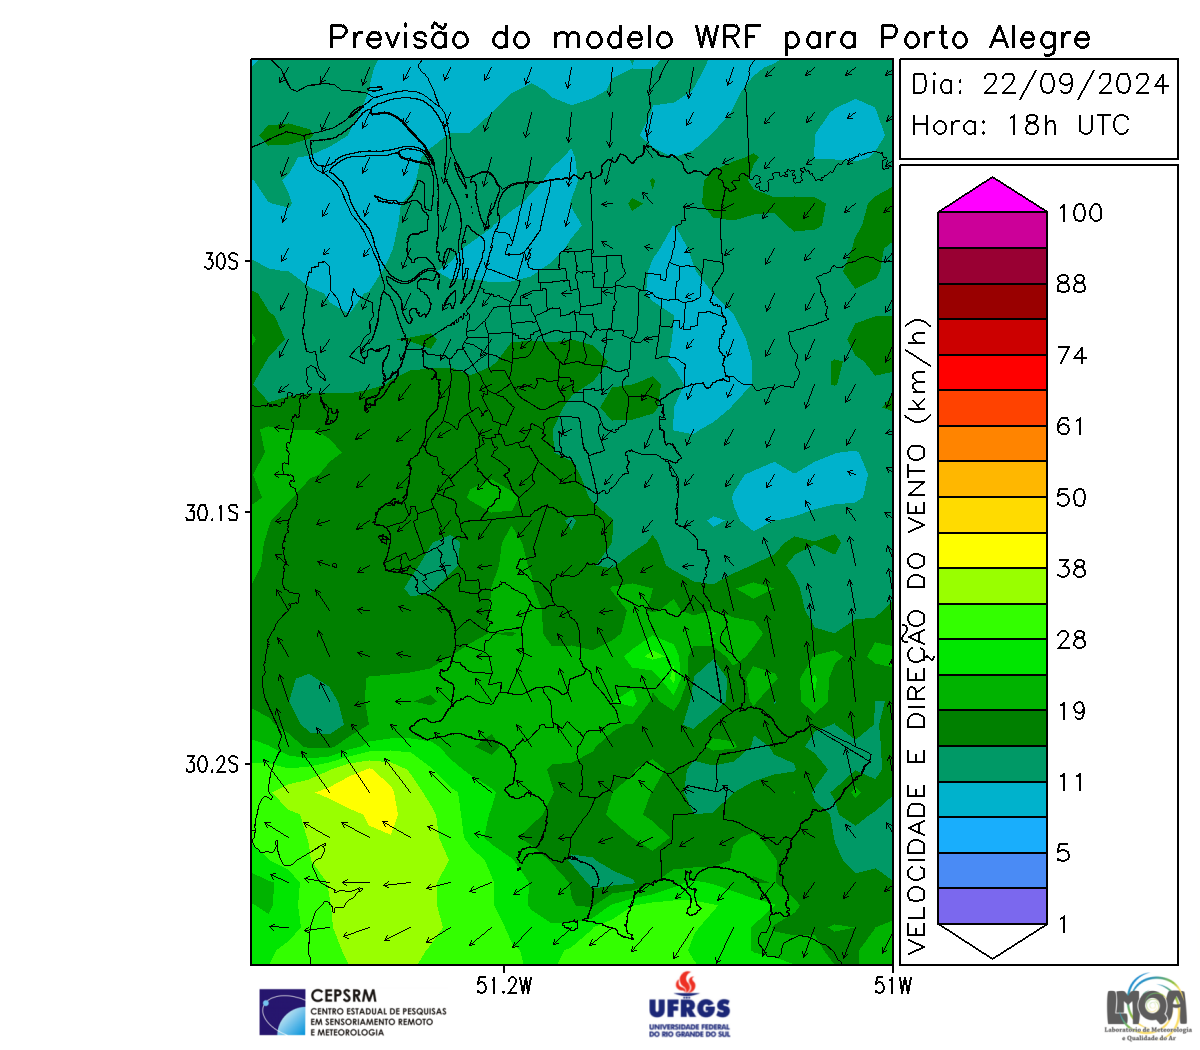 Previsão do modelo WRF para Porto Alegre
Dia: 22/09/2024
Hora: 18h UTC
30S
30.1S
30.2S
51.2W
51W
VELOCIDADE E DIREÇÃO DO VENTO (km/h)
100
88
74
61
50
38
28
19
11
5
1
CEPSRM
CENTRO ESTADUAL DE PESQUISAS
EM SENSORIAMENTO REMOTO
E METEOROLOGIA
UFRGS
UNIVERSIDADE FEDERAL
DO RIO GRANDE DO SUL
LMQA
Laboratório de Meteorologia
e Qualidade do Ar